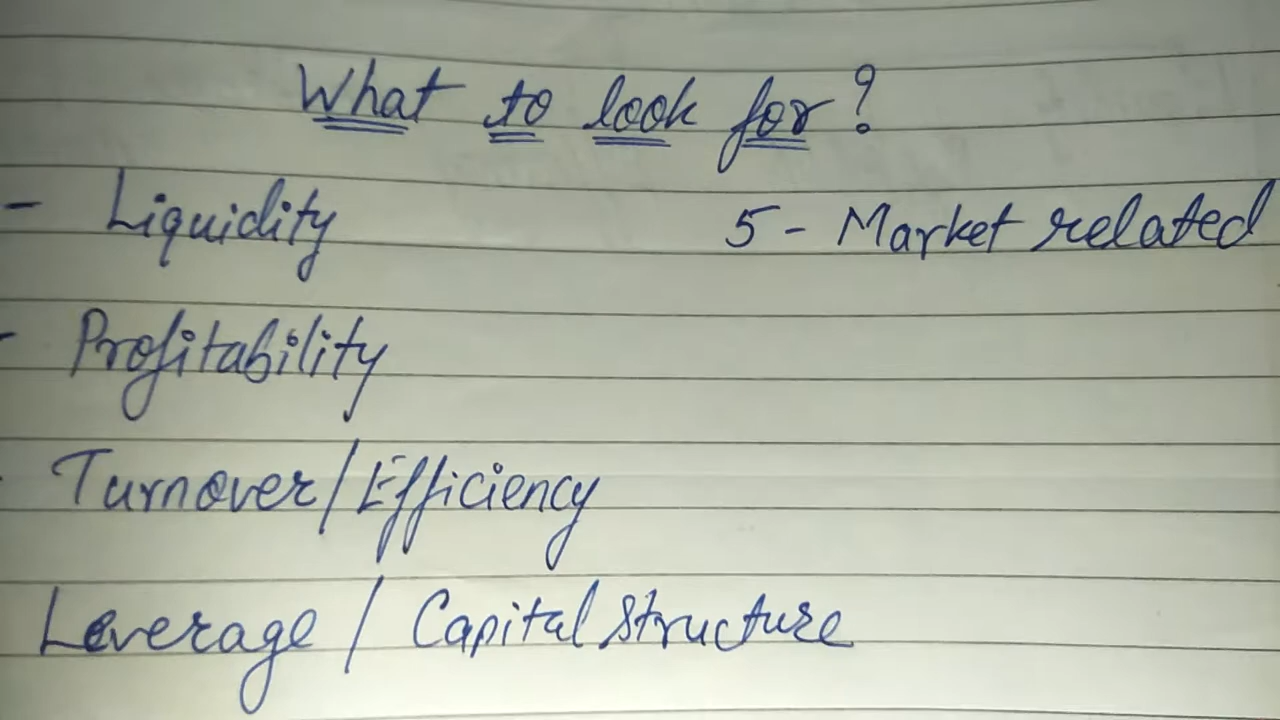 What to look for?
- Liquidity
- Profitability
Turnover/Efficiency
Leverage / Capital Structure
5- Market related